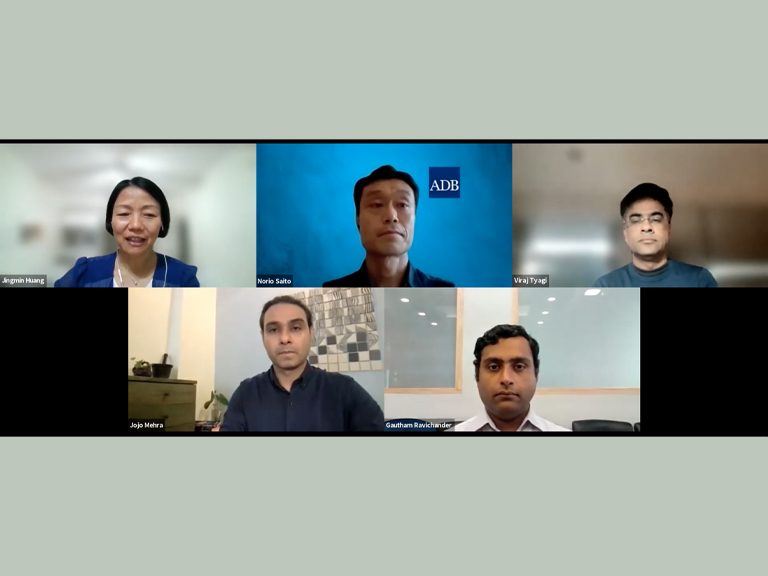 ADB
Jingmin Huang
Norio Saito
Viraj Tyagi
Jojo Mehra
Gautham Ravichander